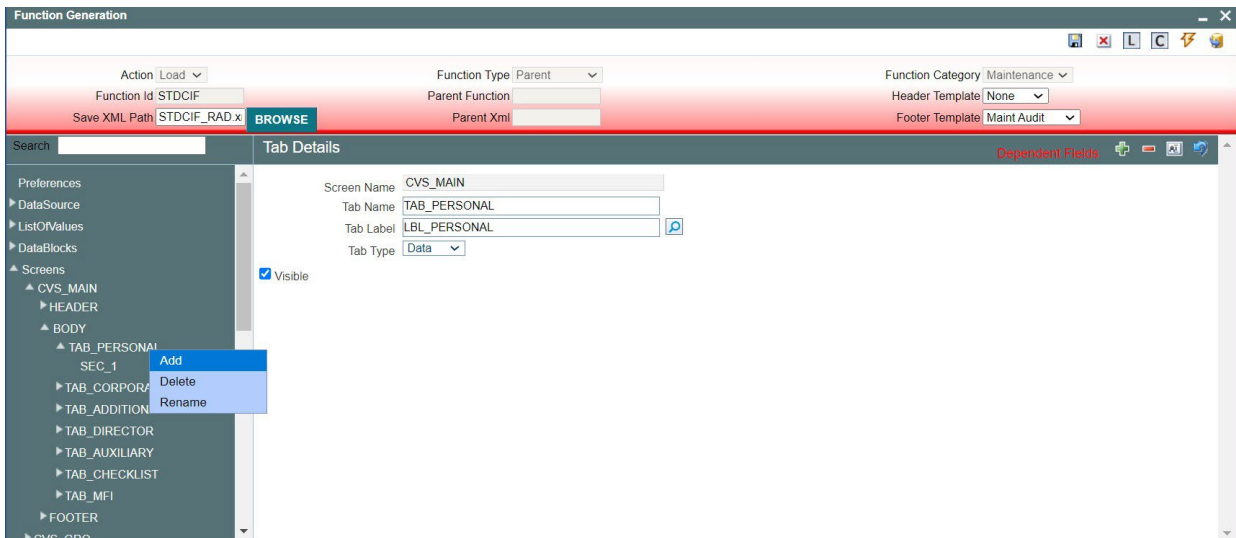 Function Generation
L C
Action Load Function Type Parent Function Category Maintenance
Function Id STDCIF Parent Function Header Template None
Save XML Path STDCIF_RAD.x BROWSE Parent Xml Footer Template Maint Audit
Search Tab Details Dependent Fields
Preferences
DataSource
ListOfValues
DataBlocks
Screens
CVS_MAIN
HEADER
BODY
TAB_PERSONAL
SEC_1
TAB_CORPORA
TAB_ADDITION
TAB_DIRECTOR
TAB_AUXILIARY
TAB_CHECKLIST
TAB_MFI
FOOTER
Add
Delete
Rename
Screen Name CVS_MAIN
Tab Name TAB_PERSONAL
Tab Label LBL_PERSONAL
Tab Type Data
Visible